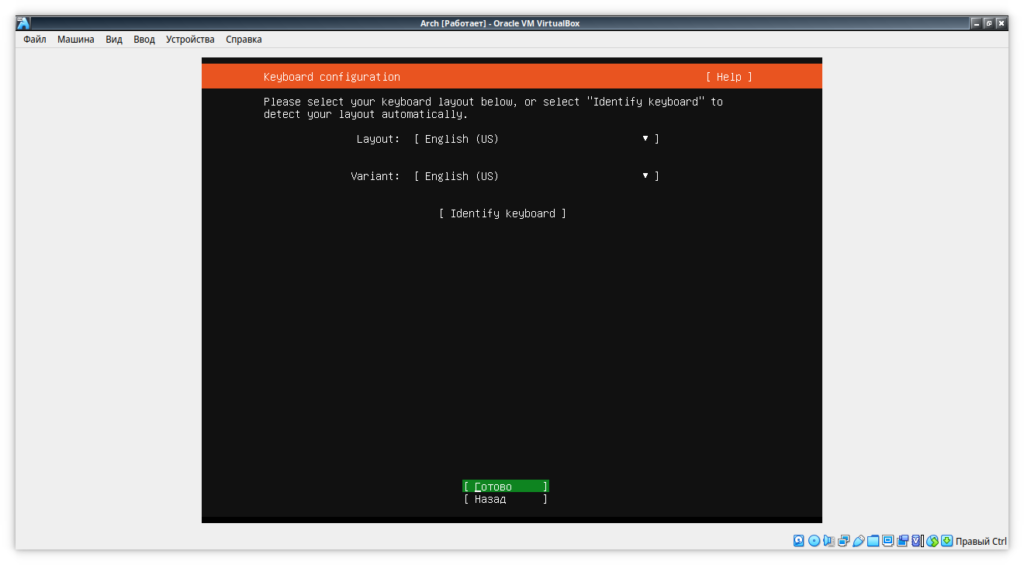 Arch [Работает] - Oracle VM VirtualBox
Файл Машина Вид Ввод Устройства Справка
Keyboard configuration [ Help ]
Please select your keyboard layout below, or select "Identify keyboard" to
detect your layout automatically.
Layout: [ English (US) ▾ ]
Variant: [ English (US) ▾ ]
[ Identify keyboard ]
[ Готово ]
[ Назад ]
Правый Ctrl